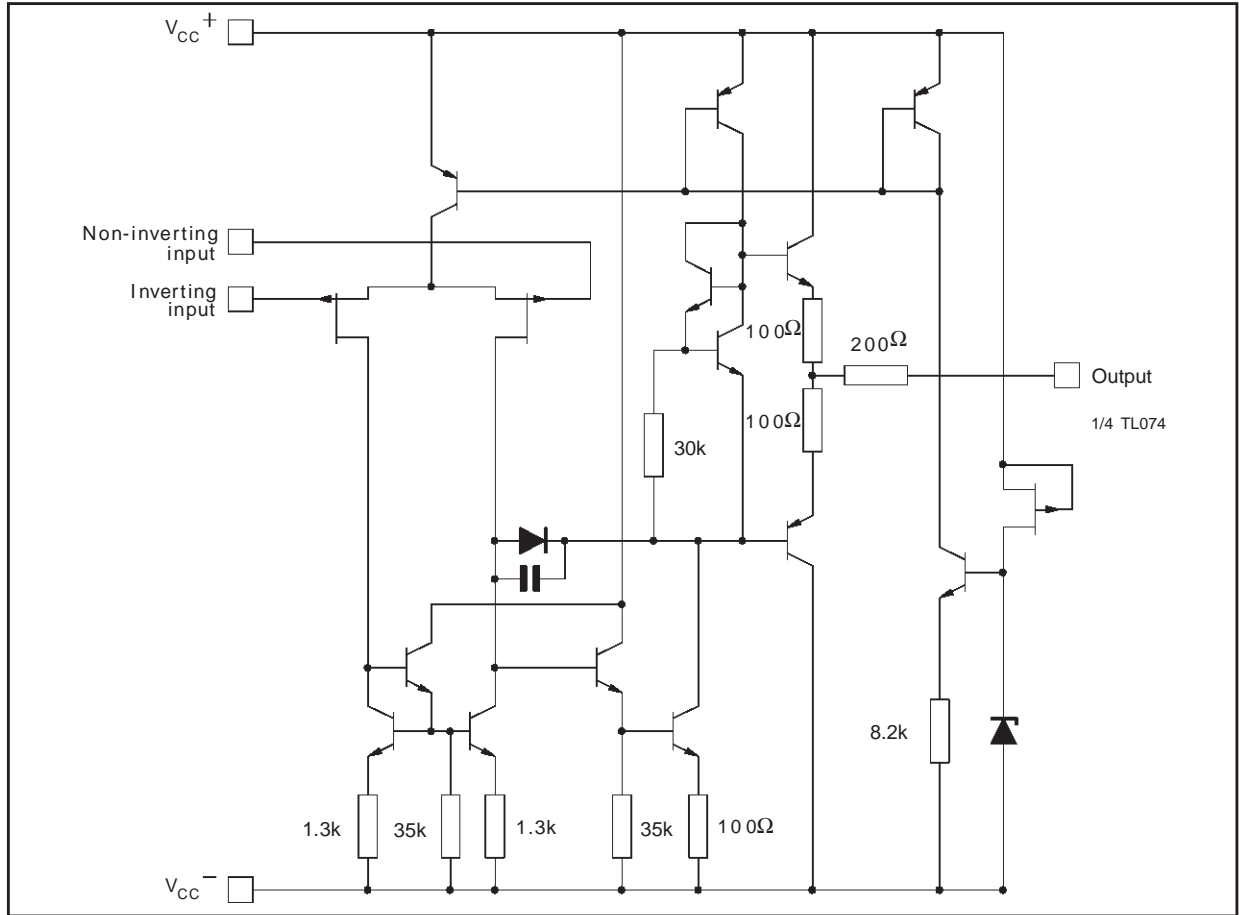 VCC+
Non-inverting
input
Inverting
input
100Ω
200Ω
Output
100Ω
1/4 TL074
30k
8.2k
1.3k
35k
1.3k
35k
100Ω
VCC−